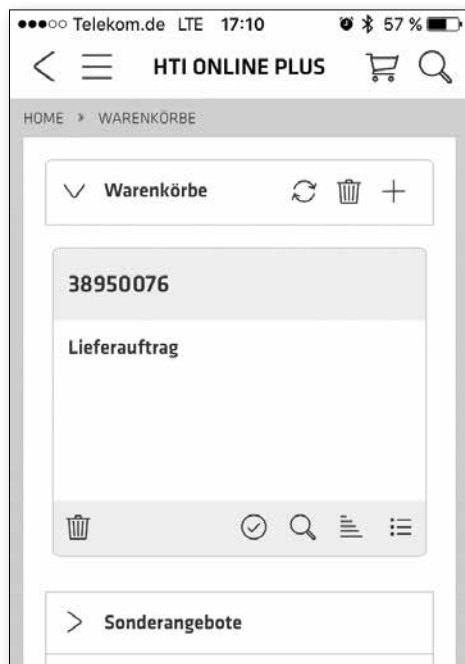 Telekom.de LTE 17:10 57 %
HTI ONLINE PLUS
HOME > WARENKÖRBE
Warenkörbe
38950076
Lieferauftrag
Sonderangebote